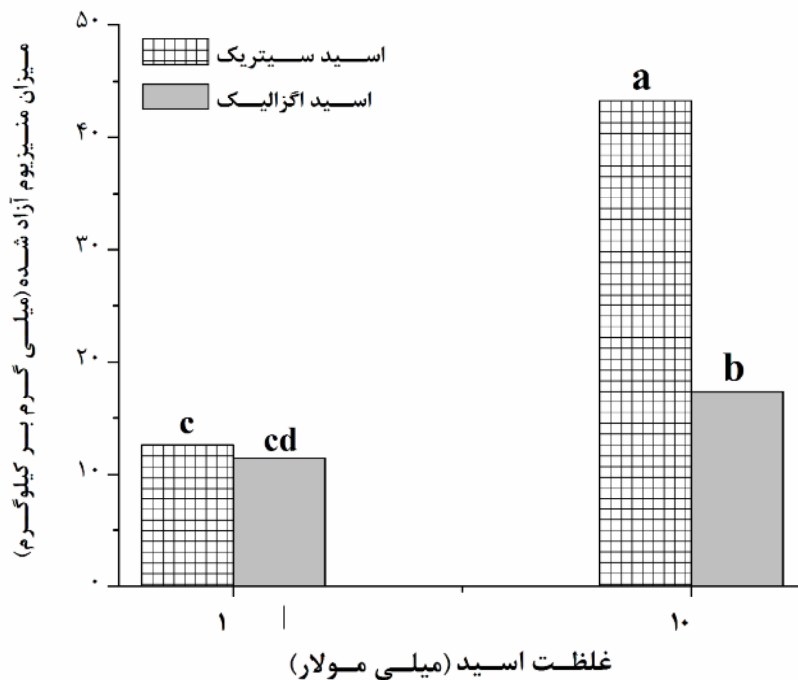 میزان منیزیوم آزاد شده (میلی گرم بر کیلوگرم)
۵۰
۴۰
۳۰
۲۰
۱۰
۰
اسید سیتریک
اسید اگزالیک
c
cd
a
b
۱
۱۰
غلظت اسید (میلی مولار)